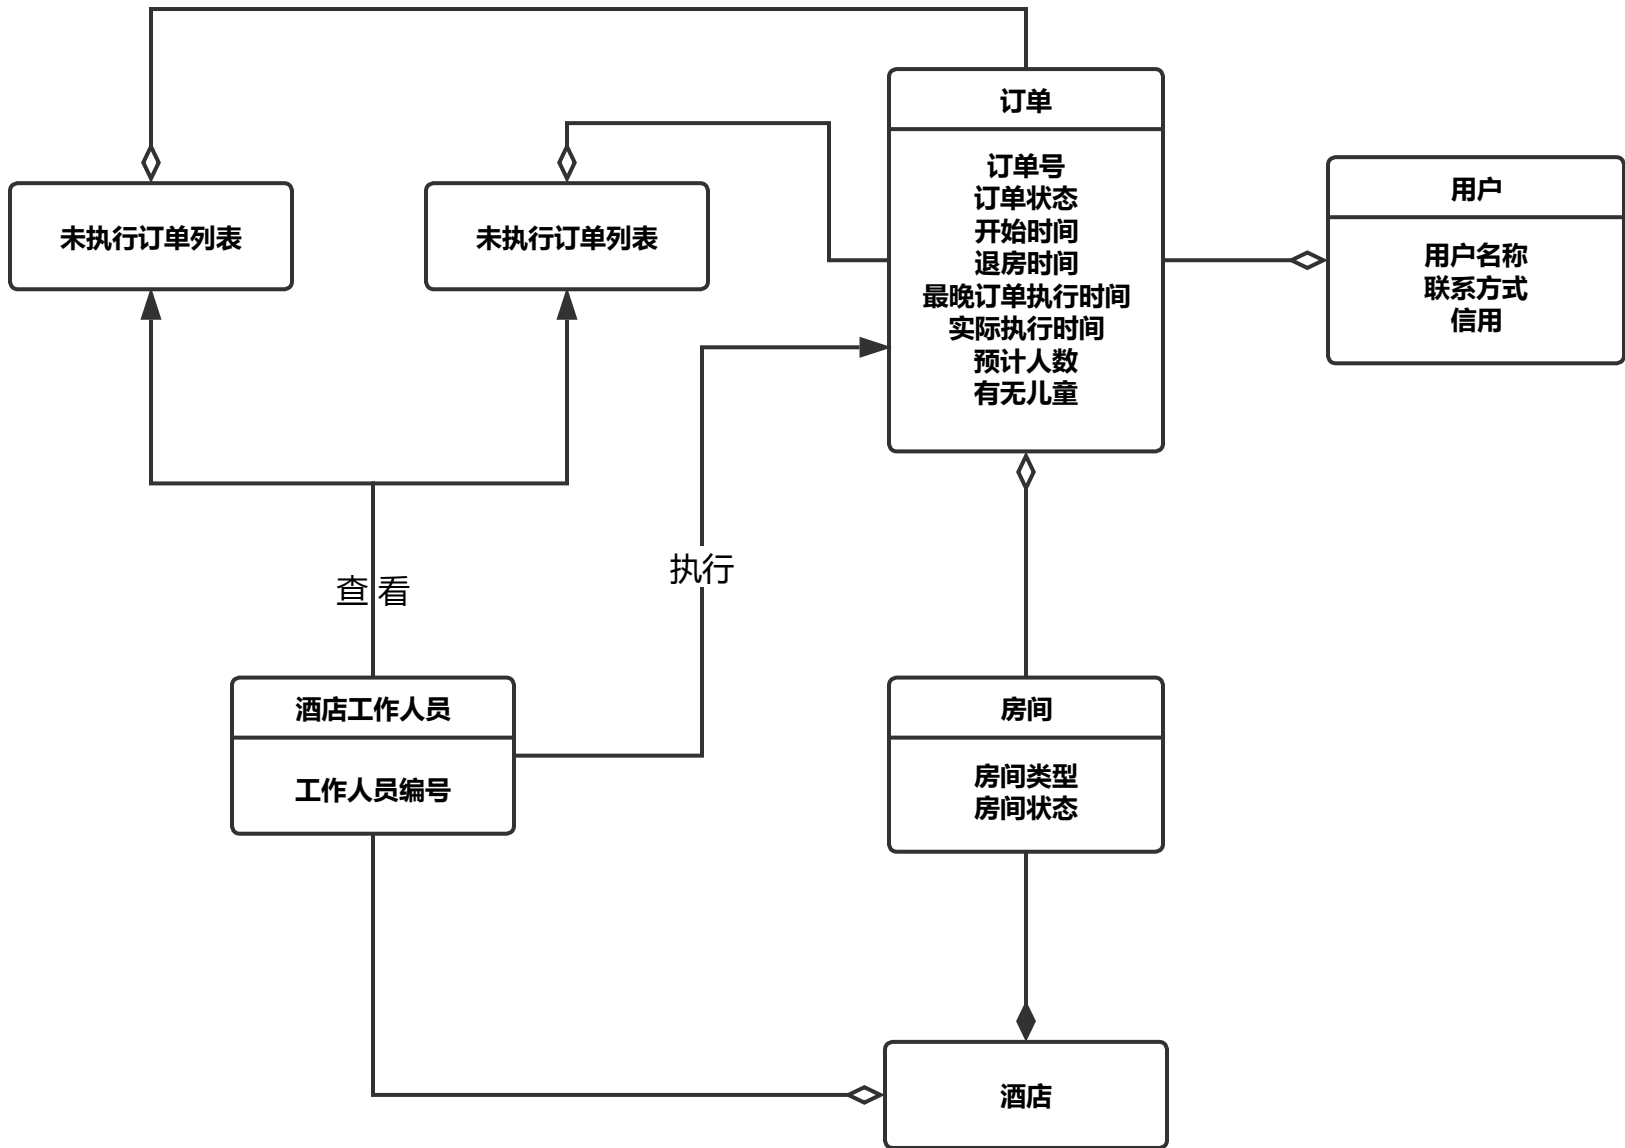 订单
订单号
订单状态
开始时间
退房时间
最晚订单执行时间
实际执行时间
预计人数
有无儿童
用户
用户名称
联系方式
信用
未执行订单列表
未执行订单列表
执行
查看
酒店工作人员
工作人员编号
房间
房间类型
房间状态
酒店